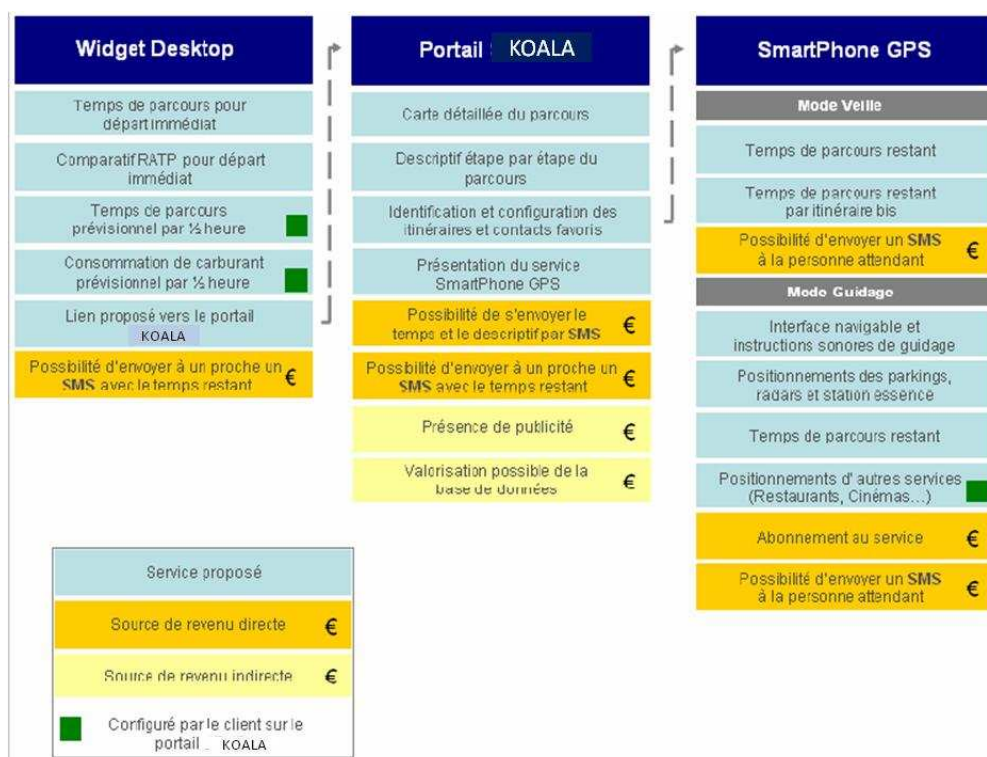 Widget Desktop
Temps de parcours pour
départ immédiat
Comparatif RATP pour départ
immédiat
Temps de parcours
prévisionnel par ½ heure
Consommation de carburant
prévisionnel par ½ heure
Lien proposé vers le portail
KOALA
Possibilité d'envoyer à un proche un
SMS avec le temps restant €
Portail KOALA
Carte détaillée du parcours
Descriptif étape par étape du
parcours
Identification et configuration des
itinéraires et contacts favoris
Présentation du service
SmartPhone GPS
Possibilité de s'envoyer le
temps et le descriptif par SMS €
Possibilité d'envoyer à un proche un
SMS avec le temps restant €
Présence de publicité €
Valorisation possible de la
base de données €
SmartPhone GPS
Mode Veille
Temps de parcours restant
Temps de parcours restant
par itinéraire bis
Possibilité d'envoyer un SMS
à la personne attendant €
Mode Guidage
Interface navigable et
instructions sonores de guidage
Positionnements des parkings,
radars et station essence
Temps de parcours restant
Positionnements d'autres services
(Restaurants, Cinémas...)
Abonnement au service €
Possibilité d'envoyer un SMS
à la personne attendant €
Service proposé
Source de revenu directe €
Source de revenu indirecte €
Configuré par le client sur le
portail . KOALA